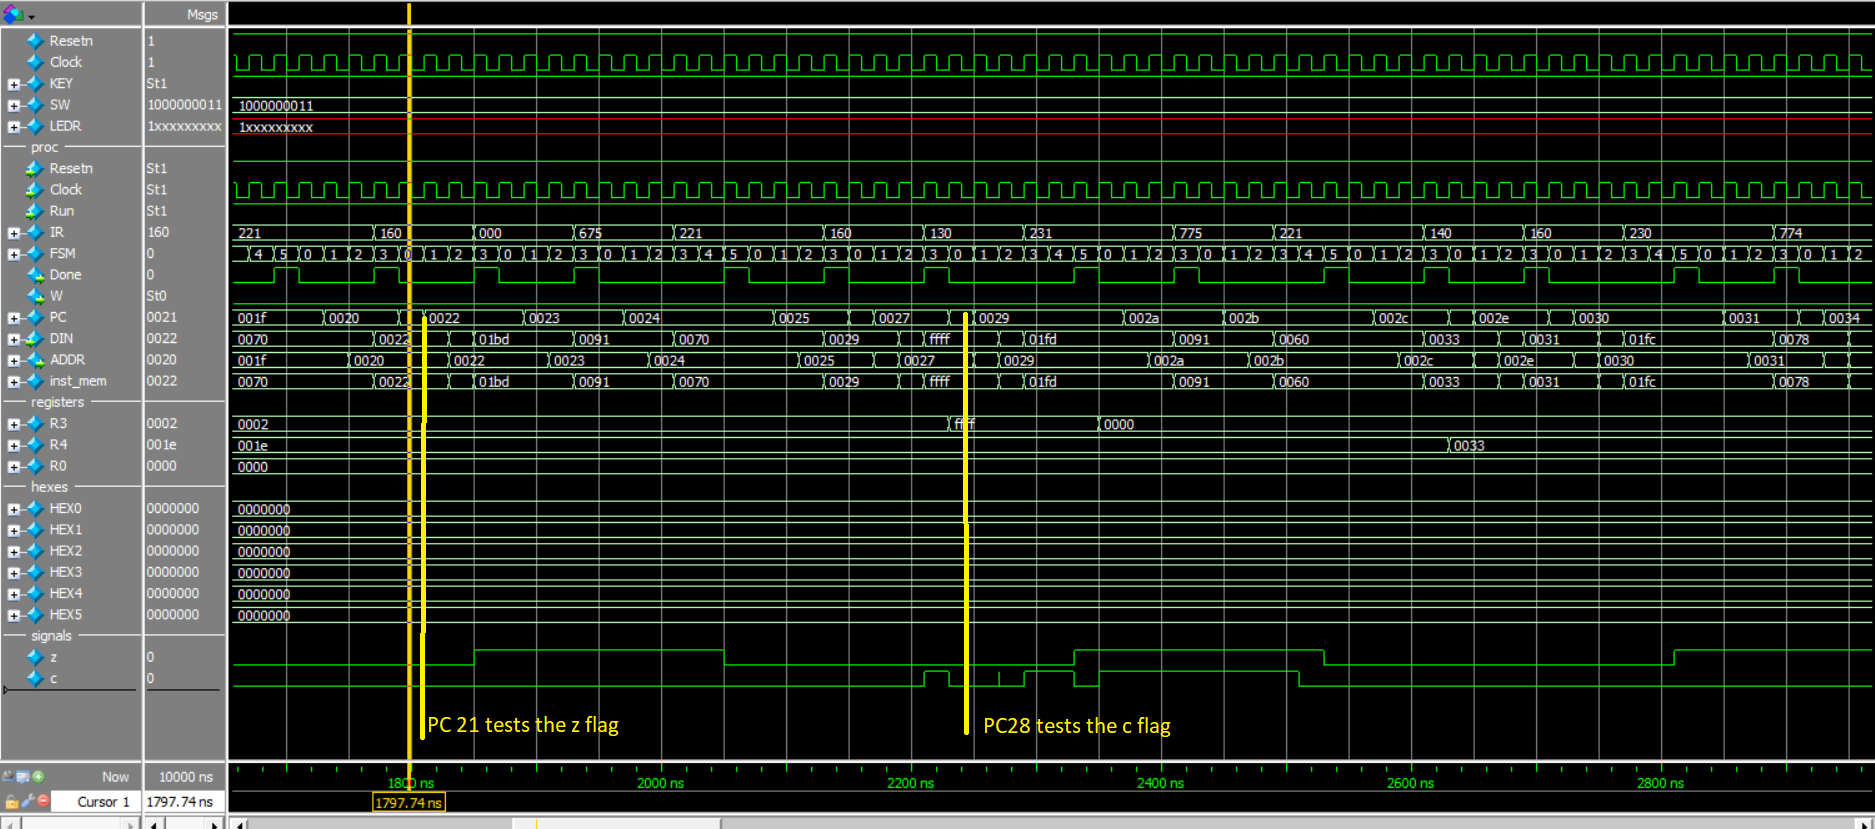 Msgs
Resetn 1
Clock 1
KEY St1
SW 1000000011 1000000011
LEDR 1xxxxxxxxx 1xxxxxxxxx
proc
Resetn St1
Clock St1
Run St1
IR 160 221 160 000 675 221 160 130 231 775 221 140 160 230 774
FSM 0 4 5 0 1 2 3 0 1 2 3 0 1 2 3 0 1 2 3 4 5 0 1 2 3 0 1 2 3 0 1 2 3 4 5 0 1 2 3 0 1 2 3 4 5 0 1 2 3 0 1 2 3 0 1 2 3 4 5 0 1 2 3 0 1 2
Done 0
W St0
PC 0021 001f 0020 0022 0023 0024 0025 0027 0029 002a 002b 002c 002e 0030 0031 0034
DIN 0022 0070 0022 01bd 0091 0070 0029 ffff 01fd 0091 0060 0033 0031 01fc 0078
ADDR 0020 001f 0020 0022 0023 0024 0025 0027 0029 002a 002b 002c 002e 0030 0031
inst_mem 0022 0070 0022 01bd 0091 0070 0029 ffff 01fd 0091 0060 0033 0031 01fc 0078
registers
R3 0002 0002 ffff 0000
R4 001e 001e 0033
R0 0000 0000
hexes
HEX0 0000000 0000000
HEX1 0000000 0000000
HEX2 0000000 0000000
HEX3 0000000 0000000
HEX4 0000000 0000000
HEX5 0000000 0000000
signals
z 0
c 0
PC 21 tests the z flag PC28 tests the c flag
Now 10000 ns 1800 ns 2000 ns 2200 ns 2400 ns 2600 ns 2800 ns
Cursor 1 1797.74 ns 1797.74 ns